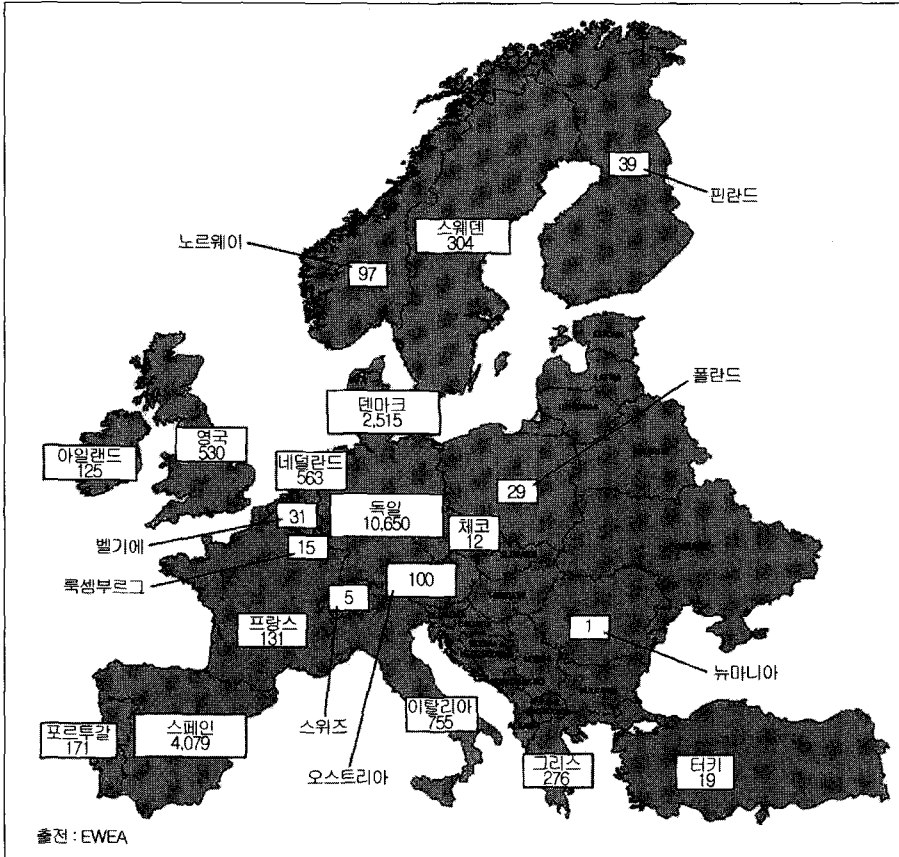 39
핀란드
스웨덴
304
노르웨이
97
폴란드
덴마크
2,515
영국
530
아일랜드
125
네덜란드
563
29
독일
10,650
31
체코
12
벨기에
15
룩셈부르그
100
5
프랑스
131
1
뉴마니아
이탈리아
755
스위즈
스페인
4,079
포르투갈
171
오스트리아
그리스
276
터키
19
출전 : EWEA